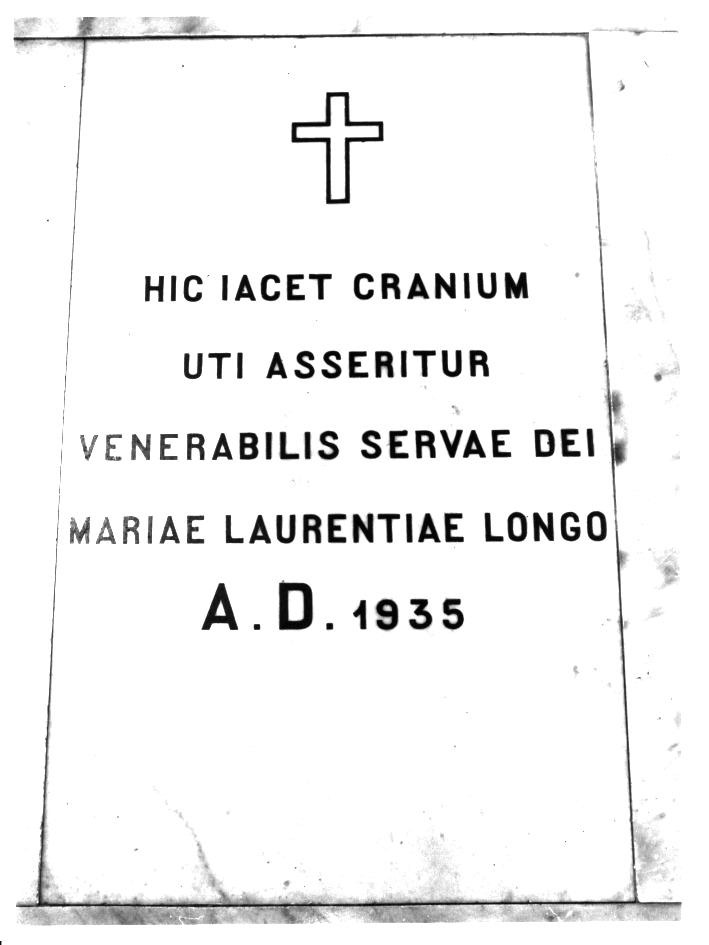 HIC IACET CRANIUM
UTI ASSERITUR
VENERABILIS SERVAE DEI
MARIAE LAURENTIAE LONGO
A. D. 1935